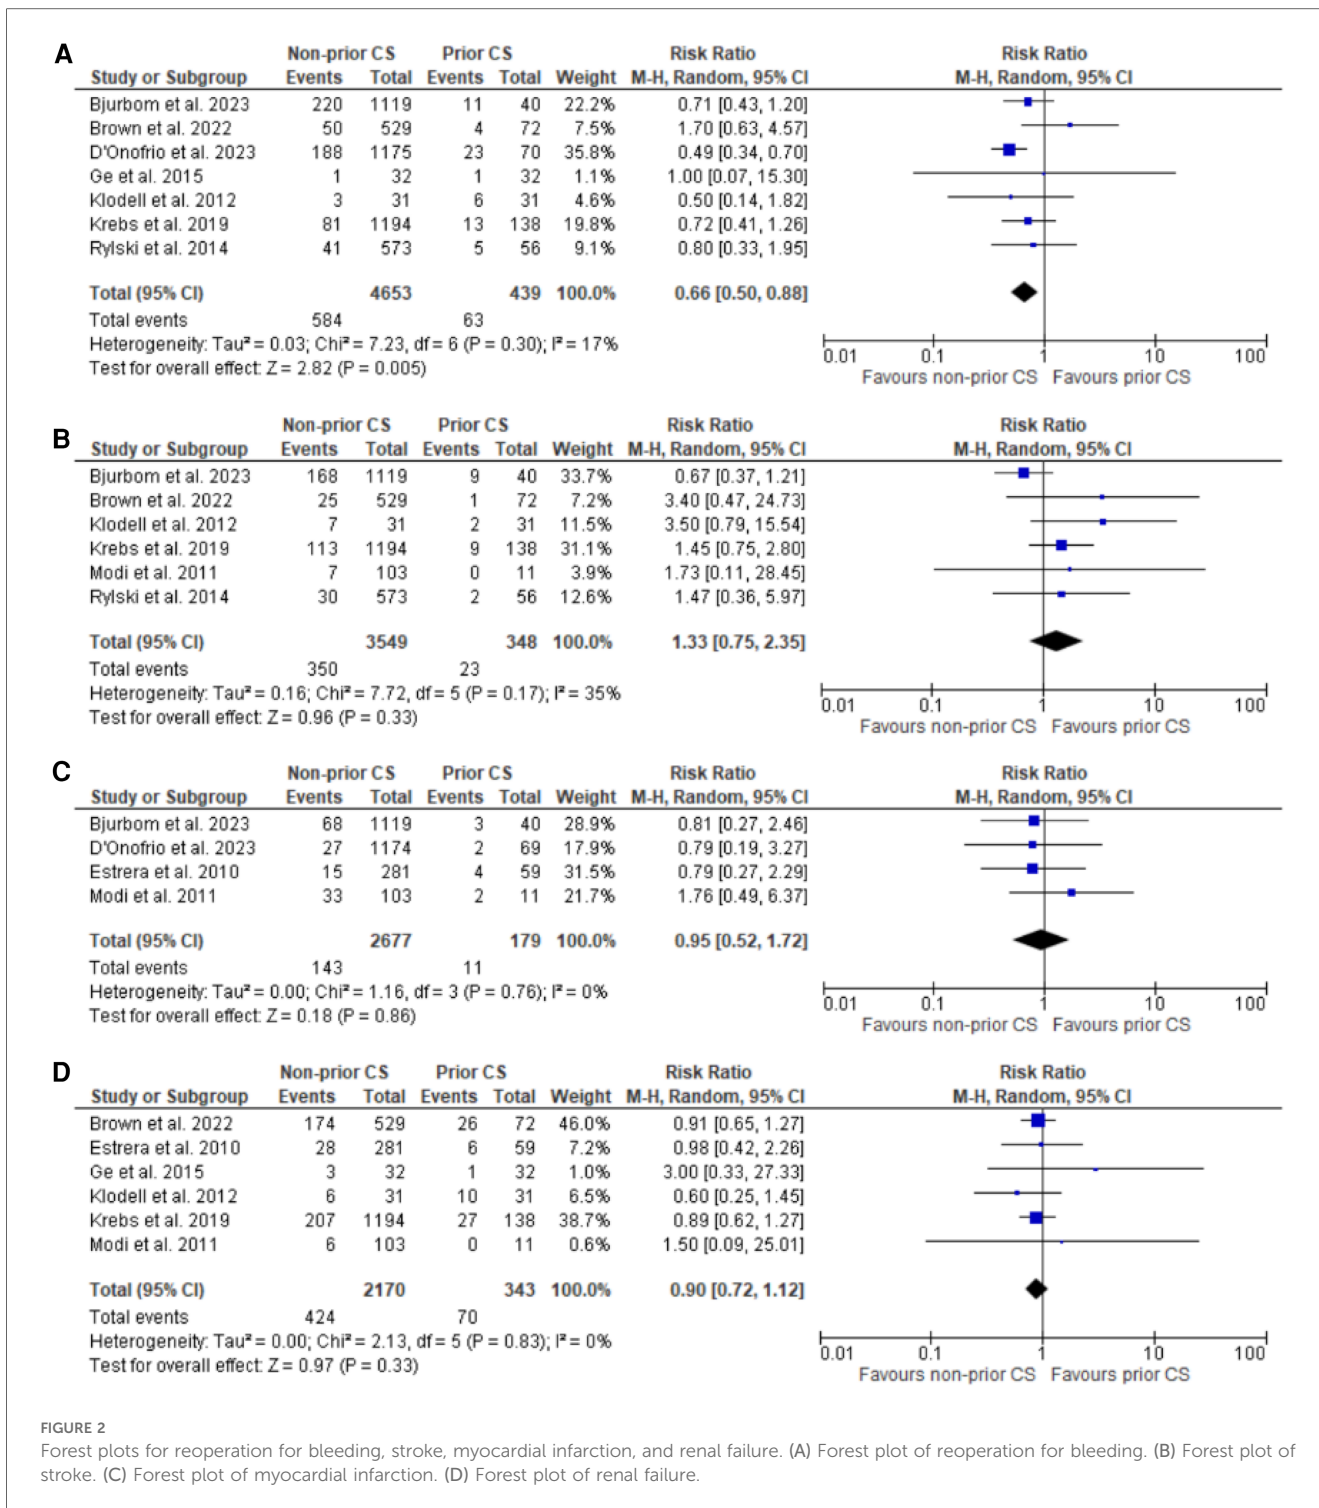 A
Non-prior CS Prior CS Risk Ratio Risk Ratio
Study or Subgroup Events Total Events Total Weight M-H, Random, 95% CI M-H, Random, 95% CI
Bjurbom et al. 2023 220 1119 11 40 22.2% 0.71 [0.43, 1.20]
Brown et al. 2022 50 529 4 72 7.5% 1.70 [0.63, 4.57]
D'Onofrio et al. 2023 188 1175 23 70 35.8% 0.49 [0.34, 0.70]
Ge et al. 2015 1 32 1 32 1.1% 1.00 [0.07, 15.30]
Klodell et al. 2012 3 31 6 31 4.6% 0.50 [0.14, 1.82]
Krebs et al. 2019 81 1194 13 138 19.8% 0.72 [0.41, 1.26]
Rylski et al. 2014 41 573 5 56 9.1% 0.80 [0.33, 1.95]
Total (95% CI) 4653 439 100.0% 0.66 [0.50, 0.88]
Total events 584 63
Heterogeneity: Tau² = 0.03; Chi² = 7.23, df = 6 (P = 0.30); I² = 17%
Test for overall effect: Z = 2.82 (P = 0.005)
0.01 0.1 1 10 100
Favours non-prior CS Favours prior CS
B
Non-prior CS Prior CS Risk Ratio Risk Ratio
Study or Subgroup Events Total Events Total Weight M-H, Random, 95% CI M-H, Random, 95% CI
Bjurbom et al. 2023 168 1119 9 40 33.7% 0.67 [0.37, 1.21]
Brown et al. 2022 25 529 1 72 7.2% 3.40 [0.47, 24.73]
Klodell et al. 2012 7 31 2 31 11.5% 3.50 [0.79, 15.54]
Krebs et al. 2019 113 1194 9 138 31.1% 1.45 [0.75, 2.80]
Modi et al. 2011 7 103 0 11 3.9% 1.73 [0.11, 28.45]
Rylski et al. 2014 30 573 2 56 12.6% 1.47 [0.36, 5.97]
Total (95% CI) 3549 348 100.0% 1.33 [0.75, 2.35]
Total events 350 23
Heterogeneity: Tau² = 0.16; Chi² = 7.72, df = 5 (P = 0.17); I² = 35%
Test for overall effect: Z = 0.96 (P = 0.33)
0.01 0.1 1 10 100
Favours non-prior CS Favours prior CS
C
Non-prior CS Prior CS Risk Ratio Risk Ratio
Study or Subgroup Events Total Events Total Weight M-H, Random, 95% CI M-H, Random, 95% CI
Bjurbom et al. 2023 68 1119 3 40 28.9% 0.81 [0.27, 2.46]
D'Onofrio et al. 2023 27 1174 2 69 17.9% 0.79 [0.19, 3.27]
Estrera et al. 2010 15 281 4 59 31.5% 0.79 [0.27, 2.29]
Modi et al. 2011 33 103 2 11 21.7% 1.76 [0.49, 6.37]
Total (95% CI) 2677 179 100.0% 0.95 [0.52, 1.72]
Total events 143 11
Heterogeneity: Tau² = 0.00; Chi² = 1.16, df = 3 (P = 0.76); I² = 0%
Test for overall effect: Z = 0.18 (P = 0.86)
0.01 0.1 1 10 100
Favours non-prior CS Favours prior CS
D
Non-prior CS Prior CS Risk Ratio Risk Ratio
Study or Subgroup Events Total Events Total Weight M-H, Random, 95% CI M-H, Random, 95% CI
Brown et al. 2022 174 529 26 72 46.0% 0.91 [0.65, 1.27]
Estrera et al. 2010 28 281 6 59 7.2% 0.98 [0.42, 2.26]
Ge et al. 2015 3 32 1 32 1.0% 3.00 [0.33, 27.33]
Klodell et al. 2012 6 31 10 31 6.5% 0.60 [0.25, 1.45]
Krebs et al. 2019 207 1194 27 138 38.7% 0.89 [0.62, 1.27]
Modi et al. 2011 6 103 0 11 0.6% 1.50 [0.09, 25.01]
Total (95% CI) 2170 343 100.0% 0.90 [0.72, 1.12]
Total events 424 70
Heterogeneity: Tau² = 0.00; Chi² = 2.13, df = 5 (P = 0.83); I² = 0%
Test for overall effect: Z = 0.97 (P = 0.33)
0.01 0.1 1 10 100
Favours non-prior CS Favours prior CS
FIGURE 2
Forest plots for reoperation for bleeding, stroke, myocardial infarction, and renal failure. (A) Forest plot of reoperation for bleeding. (B) Forest plot of
stroke. (C) Forest plot of myocardial infarction. (D) Forest plot of renal failure.